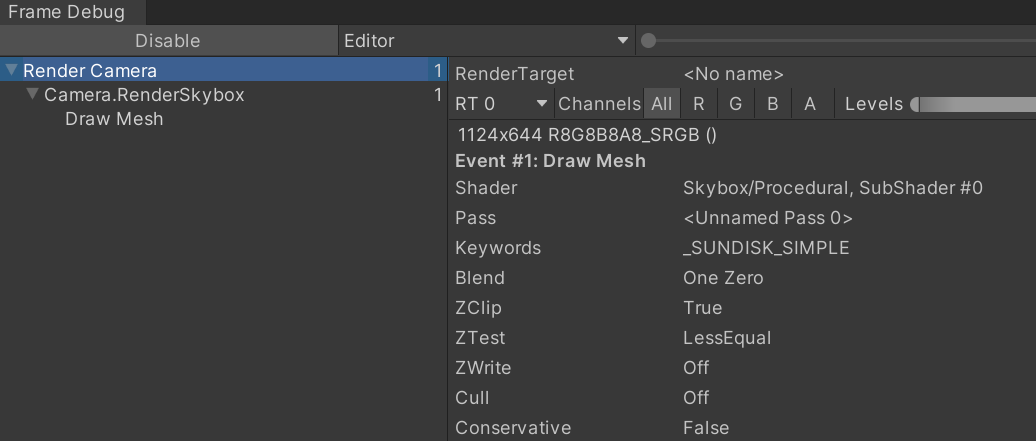 Frame Debug
Disable Editor
Render Camera 1
Camera.RenderSkybox 1
Draw Mesh
RenderTarget <No name>
RT 0 Channels All R G B A Levels
1124x644 R8G8B8A8_SRGB ()
Event #1: Draw Mesh
Shader Skybox/Procedural, SubShader #0
Pass <Unnamed Pass 0>
Keywords _SUNDISK_SIMPLE
Blend One Zero
ZClip True
ZTest LessEqual
ZWrite Off
Cull Off
Conservative False